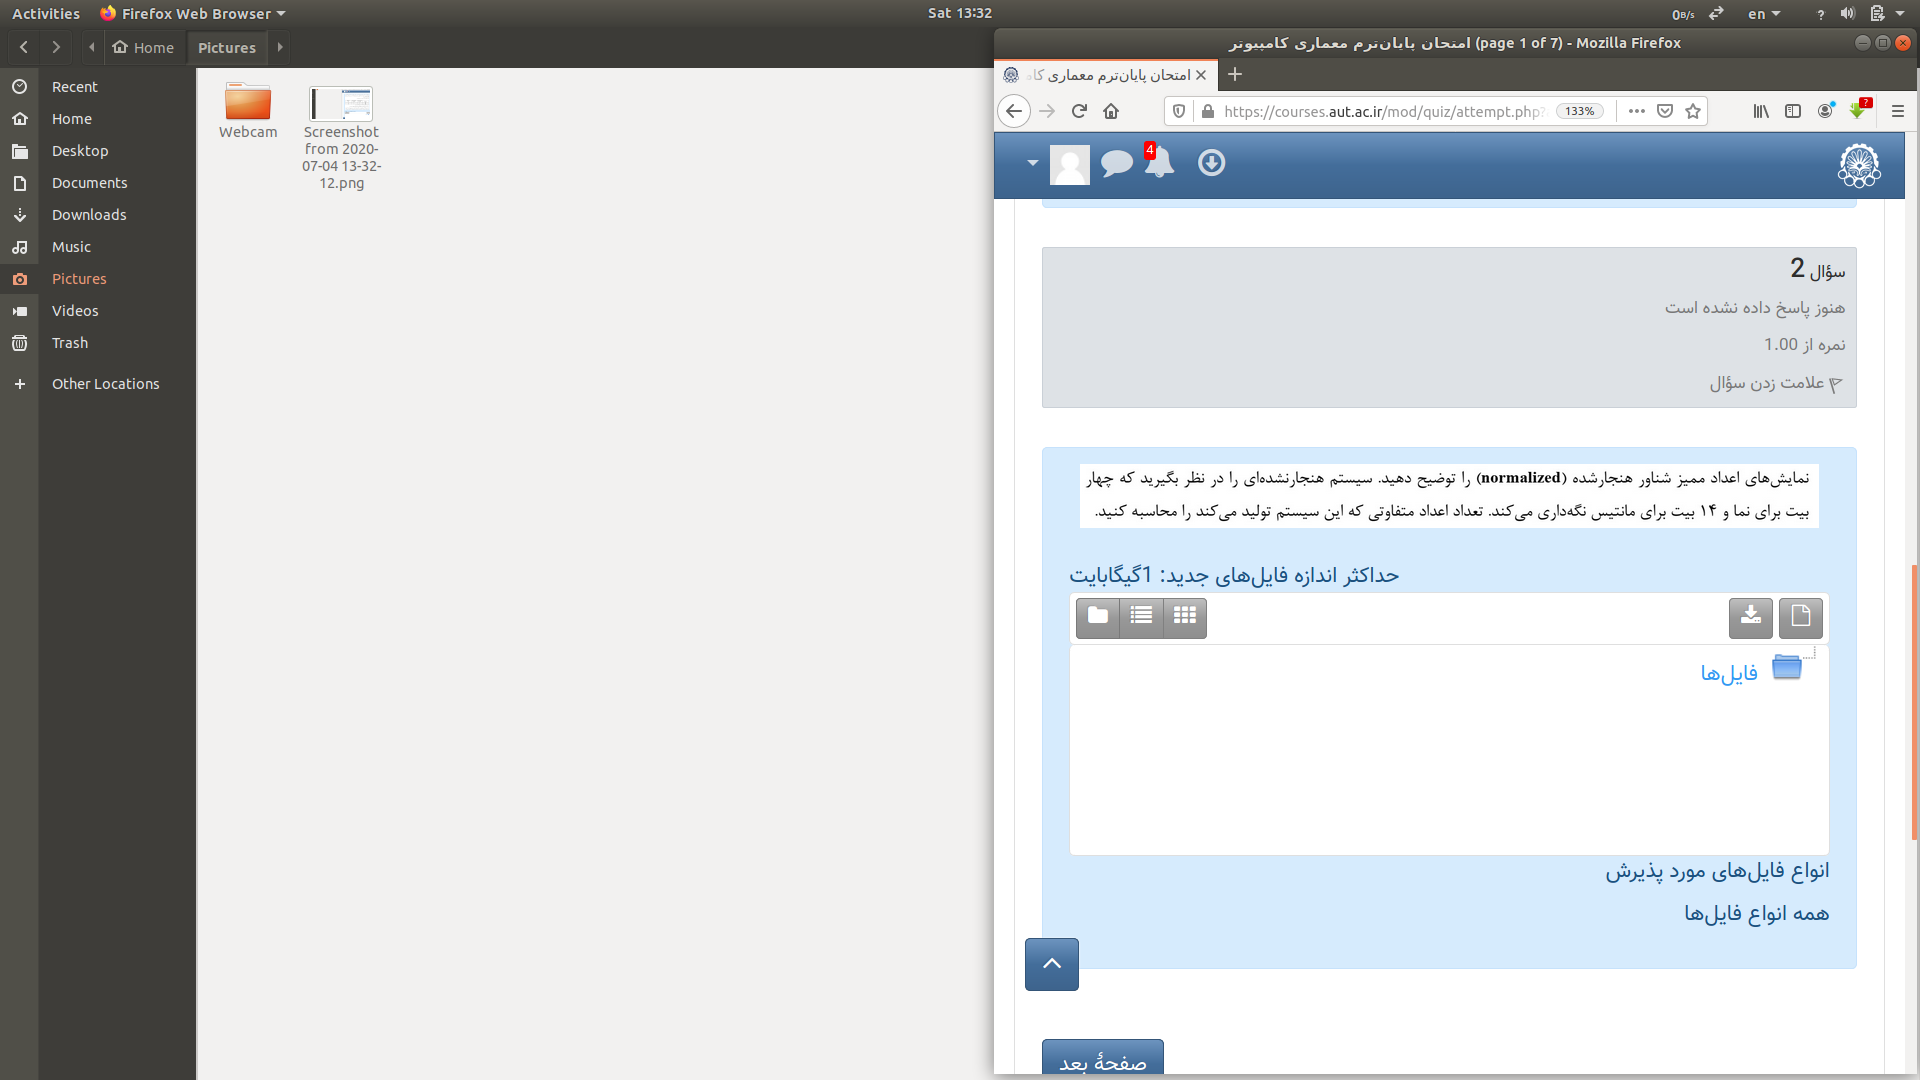 Activities
Firefox Web Browser
Sat 13:32
0B/s
en
Home
Pictures
Recent
Home
Desktop
Documents
Downloads
Music
Pictures
Videos
Trash
Other Locations
Webcam
Screenshot
from 2020-
07-04 13-32-
12.png
امتحان پایان‌ترم معماری کامپیوتر (page 1 of 7) - Mozilla Firefox
امتحان پایان‌ترم معماری کا
https://courses.aut.ac.ir/mod/quiz/attempt.php?
133%
?
4
سؤال 2
هنوز پاسخ داده نشده است
نمره از 1.00
علامت زدن سؤال
نمایش‌های اعداد ممیز شناور هنجارشده (normalized) را توضیح دهید. سیستم هنجارنشده‌ای را در نظر بگیرید که چهار
بیت برای نما و ۱۴ بیت برای مانتیس نگه‌داری می‌کند. تعداد اعداد متفاوتی که این سیستم تولید می‌کند را محاسبه کنید.
حداکثر اندازه فایل‌های جدید: 1گیگابایت
فایل‌ها
انواع فایل‌های مورد پذیرش
همه انواع فایل‌ها
صفحهٔ بعد